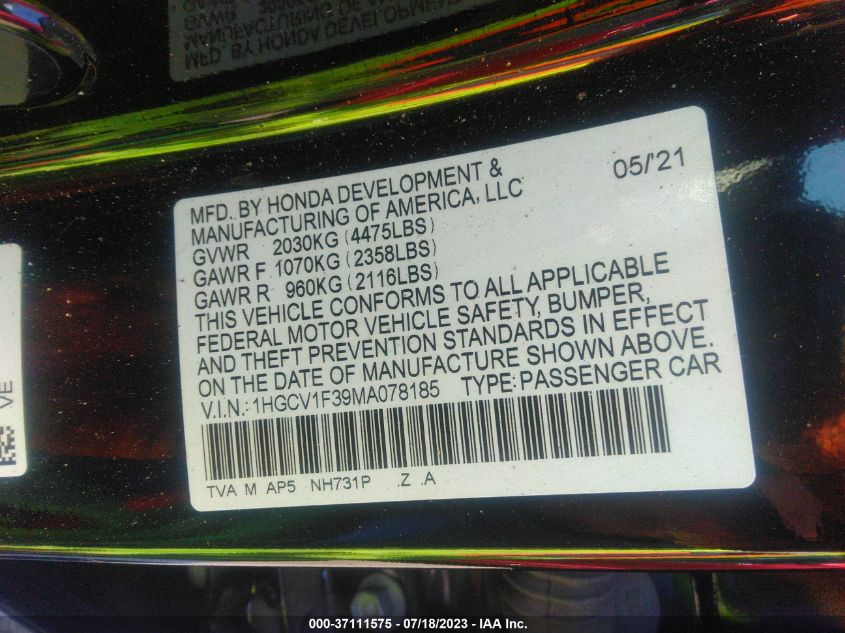 MFD. BY HONDA DEVELOPMENT &
MANUFACTURING OF AMERICA, LLC
05/'21
GVWR 2030KG (4475LBS)
GAWR F 1070KG (2358LBS)
GAWR R 960KG (2116LBS)
THIS VEHICLE CONFORMS TO ALL APPLICABLE
FEDERAL MOTOR VEHICLE SAFETY, BUMPER,
AND THEFT PREVENTION STANDARDS IN EFFECT
ON THE DATE OF MANUFACTURE SHOWN ABOVE.
V.I.N.:1HGCV1F39MA078185 TYPE:PASSENGER CAR
TVA M AP5 NH731P .Z .A
VE
000-37111575 - 07/18/2023 - IAA Inc.